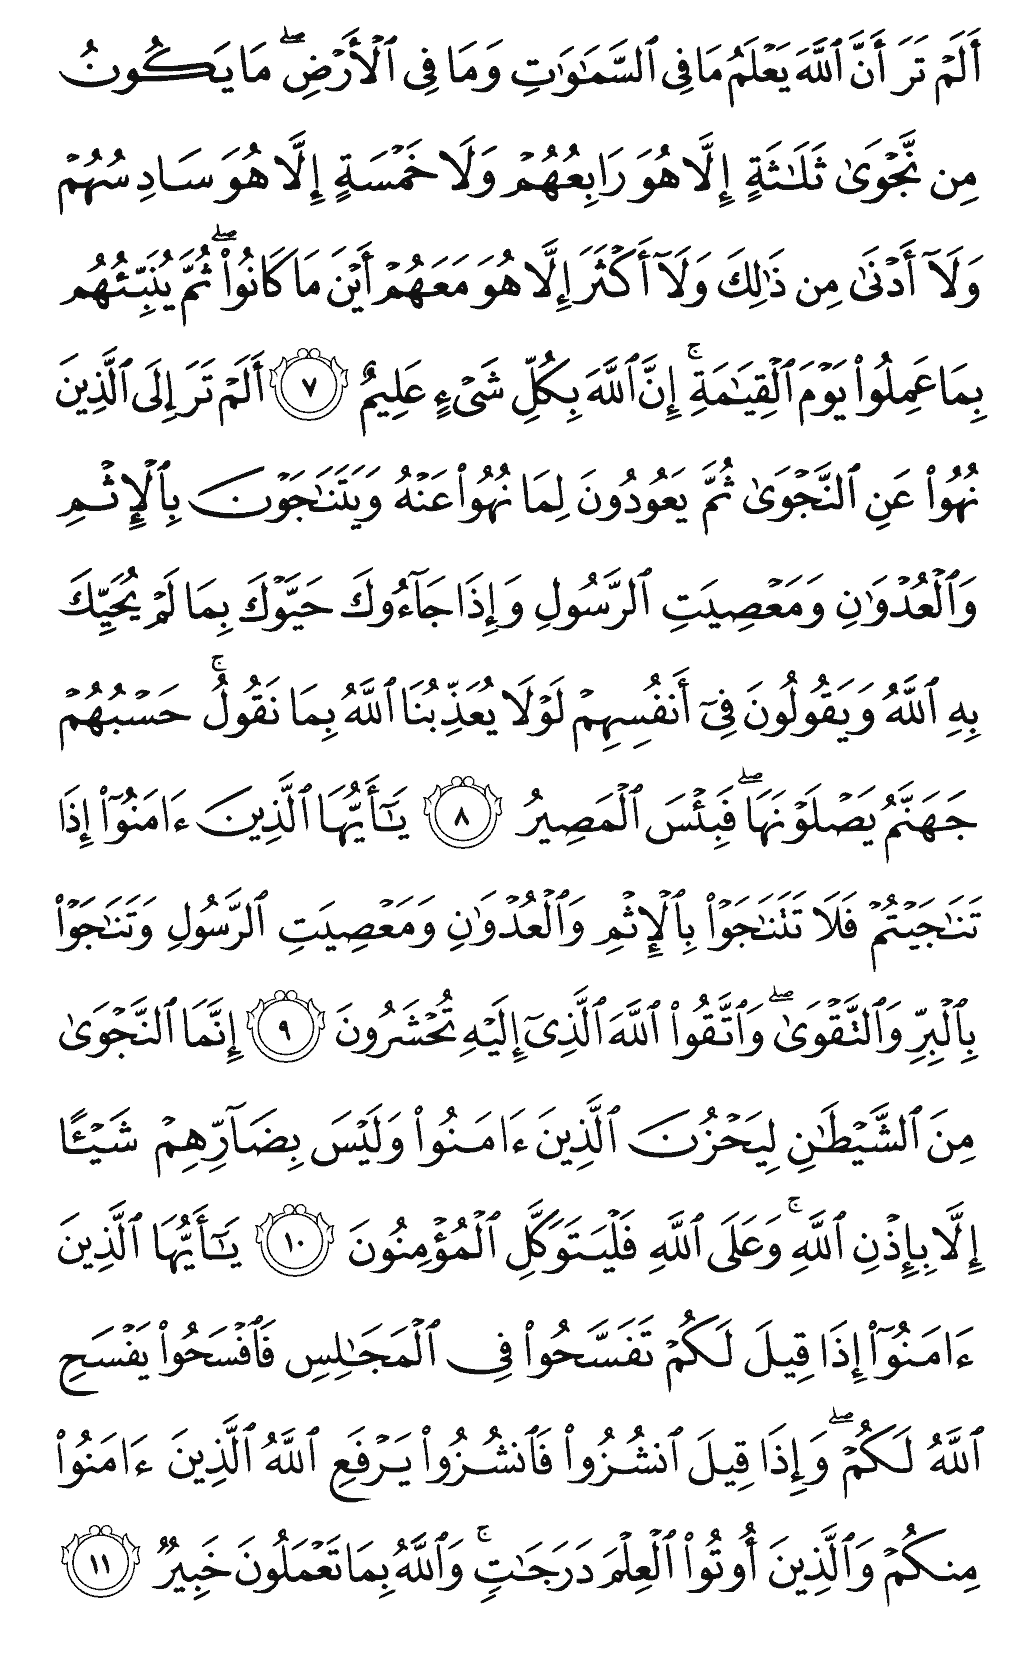 أَلَمْ تَرَ أَنَّ ٱللَّهَ يَعْلَمُ مَا فِى ٱلسَّمَٰوَٰتِ وَمَا فِى ٱلْأَرْضِ ۖ مَا يَكُونُ
مِن نَّجْوَىٰ ثَلَٰثَةٍ إِلَّا هُوَ رَابِعُهُمْ وَلَا خَمْسَةٍ إِلَّا هُوَ سَادِسُهُمْ
وَلَآ أَدْنَىٰ مِن ذَٰلِكَ وَلَآ أَكْثَرَ إِلَّا هُوَ مَعَهُمْ أَيْنَ مَا كَانُوا۟ ۖ ثُمَّ يُنَبِّئُهُم
بِمَا عَمِلُوا۟ يَوْمَ ٱلْقِيَٰمَةِ ۚ إِنَّ ٱللَّهَ بِكُلِّ شَىْءٍ عَلِيمٌ ٧ أَلَمْ تَرَ إِلَى ٱلَّذِينَ
نُهُوا۟ عَنِ ٱلنَّجْوَىٰ ثُمَّ يَعُودُونَ لِمَا نُهُوا۟ عَنْهُ وَيَتَنَٰجَوْنَ بِٱلْإِثْمِ
وَٱلْعُدْوَٰنِ وَمَعْصِيَتِ ٱلرَّسُولِ وَإِذَا جَآءُوكَ حَيَّوْكَ بِمَا لَمْ يُحَيِّكَ
بِهِ ٱللَّهُ وَيَقُولُونَ فِىٓ أَنفُسِهِمْ لَوْلَا يُعَذِّبُنَا ٱللَّهُ بِمَا نَقُولُ ۚ حَسْبُهُمْ
جَهَنَّمُ يَصْلَوْنَهَا ۖ فَبِئْسَ ٱلْمَصِيرُ ٨ يَٰٓأَيُّهَا ٱلَّذِينَ ءَامَنُوٓا۟ إِذَا
تَنَٰجَيْتُمْ فَلَا تَتَنَٰجَوْا۟ بِٱلْإِثْمِ وَٱلْعُدْوَٰنِ وَمَعْصِيَتِ ٱلرَّسُولِ وَتَنَٰجَوْا۟
بِٱلْبِرِّ وَٱلتَّقْوَىٰ ۖ وَٱتَّقُوا۟ ٱللَّهَ ٱلَّذِىٓ إِلَيْهِ تُحْشَرُونَ ٩ إِنَّمَا ٱلنَّجْوَىٰ
مِنَ ٱلشَّيْطَٰنِ لِيَحْزُنَ ٱلَّذِينَ ءَامَنُوا۟ وَلَيْسَ بِضَآرِّهِمْ شَيْـًٔا
إِلَّا بِإِذْنِ ٱللَّهِ ۚ وَعَلَى ٱللَّهِ فَلْيَتَوَكَّلِ ٱلْمُؤْمِنُونَ ١٠ يَٰٓأَيُّهَا ٱلَّذِينَ
ءَامَنُوٓا۟ إِذَا قِيلَ لَكُمْ تَفَسَّحُوا۟ فِى ٱلْمَجَٰلِسِ فَٱفْسَحُوا۟ يَفْسَحِ
ٱللَّهُ لَكُمْ ۖ وَإِذَا قِيلَ ٱنشُزُوا۟ فَٱنشُزُوا۟ يَرْفَعِ ٱللَّهُ ٱلَّذِينَ ءَامَنُوا۟
مِنكُمْ وَٱلَّذِينَ أُوتُوا۟ ٱلْعِلْمَ دَرَجَٰتٍ ۚ وَٱللَّهُ بِمَا تَعْمَلُونَ خَبِيرٌ ١١